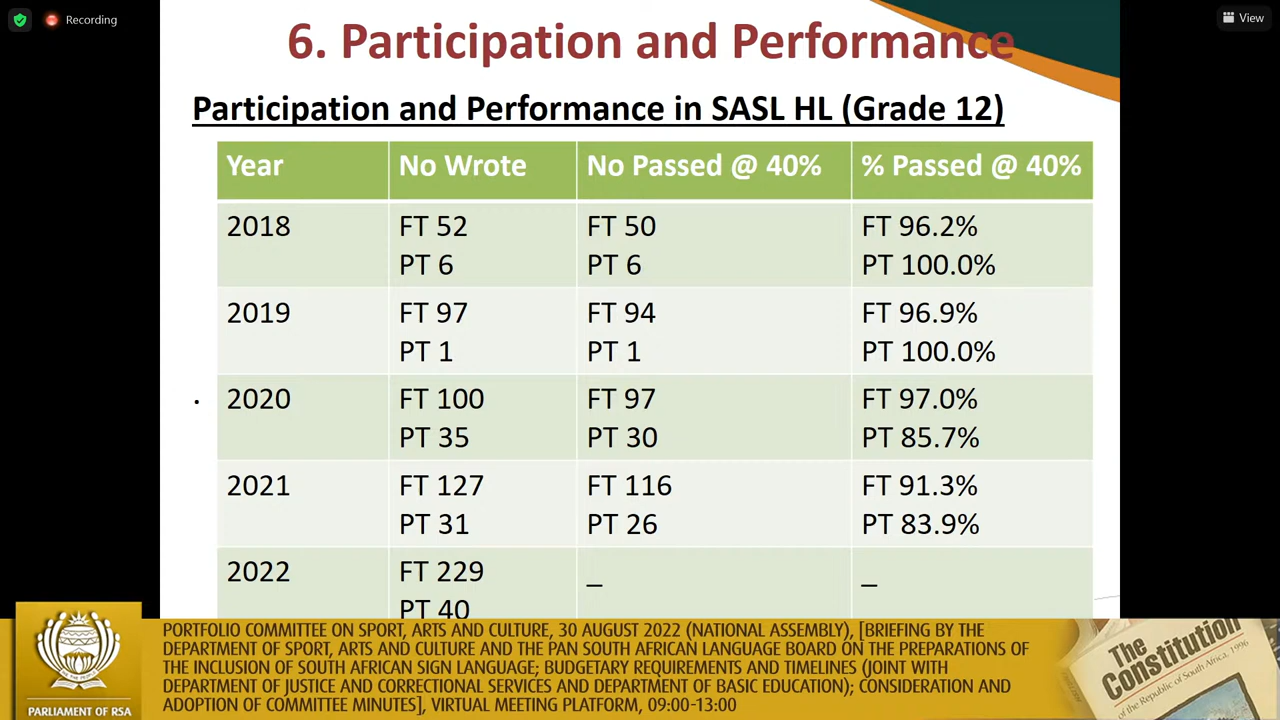 Recording
View
6. Participation and Performance
Participation and Performance in SASL HL (Grade 12)
Year No Wrote No Passed @ 40% % Passed @ 40%
2018 FT 52 FT 50 FT 96.2%
PT 6 PT 6 PT 100.0%
2019 FT 97 FT 94 FT 96.9%
PT 1 PT 1 PT 100.0%
2020 FT 100 FT 97 FT 97.0%
PT 35 PT 30 PT 85.7%
2021 FT 127 FT 116 FT 91.3%
PT 31 PT 26 PT 83.9%
2022 FT 229 _ _
PT 40
PORTFOLIO COMMITTEE ON SPORT, ARTS AND CULTURE, 30 AUGUST 2022 (NATIONAL ASSEMBLY), [BRIEFING BY THE
DEPARTMENT OF SPORT, ARTS AND CULTURE AND THE PAN SOUTH AFRICAN LANGUAGE BOARD ON THE PREPARATIONS OF
THE INCLUSION OF SOUTH AFRICAN SIGN LANGUAGE; BUDGETARY REQUIREMENTS AND TIMELINES (JOINT WITH
DEPARTMENT OF JUSTICE AND CORRECTIONAL SERVICES AND DEPARTMENT OF BASIC EDUCATION); CONSIDERATION AND
ADOPTION OF COMMITTEE MINUTES], VIRTUAL MEETING PLATFORM, 09:00-13:00
PARLIAMENT OF RSA
The
Constitution
of the Republic of South Africa, 1996